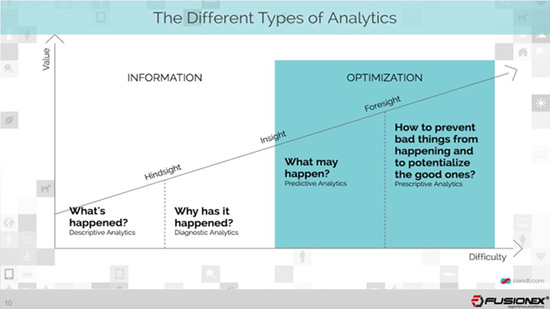 The Different Types of Analytics
Value
INFORMATION
OPTIMIZATION
Hindsight
Insight
Foresight
What's
happened?
Descriptive Analytics
Why has it
happened?
Diagnostic Analytics
What may
happen?
Predictive Analytics
How to prevent
bad things from
happening and
to potentialize
the good ones?
Prescriptive Analytics
Difficulty
ciandt.com
10
FUSIONEX®